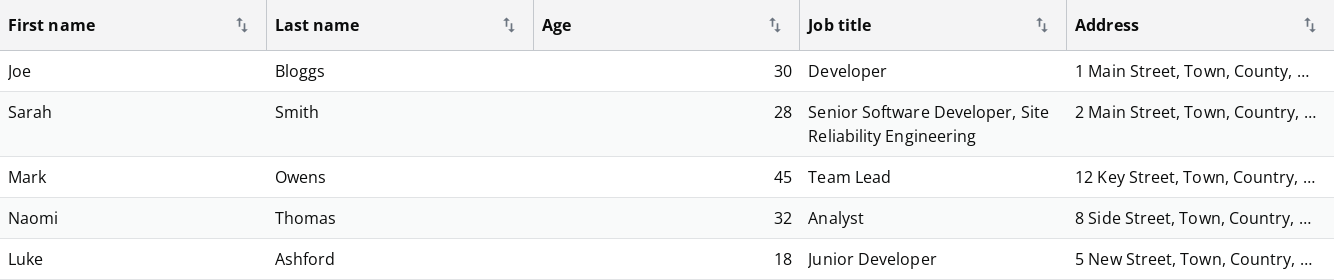 First name Last name Age Job title Address
Joe Bloggs 30 Developer 1 Main Street, Town, County, ...
Sarah Smith 28 Senior Software Developer, Site 2 Main Street, Town, Country, ...
Reliability Engineering
Mark Owens 45 Team Lead 12 Key Street, Town, Country, ...
Naomi Thomas 32 Analyst 8 Side Street, Town, Country, ...
Luke Ashford 18 Junior Developer 5 New Street, Town, Country, ...